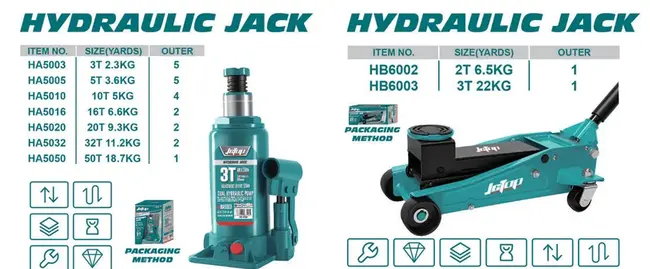 HYDRAULIC JACK
ITEM NO. SIZE(YARDS) OUTER
HA5003 3T 2.3KG 5
HA5005 5T 3.6KG 5
HA5010 10T 5KG 4
HA5016 16T 6.6KG 2
HA5020 20T 9.3KG 2
HA5032 32T 11.2KG 2
HA5050 50T 18.7KG 1
PACKAGING
METHOD
JeTop
HYDRAULIC JACK
3T
HYDRAULIC JACK
ITEM NO. SIZE(YARDS) OUTER
HB6002 2T 6.5KG 1
HB6003 3T 22KG 1
PACKAGING
METHOD
JeTop